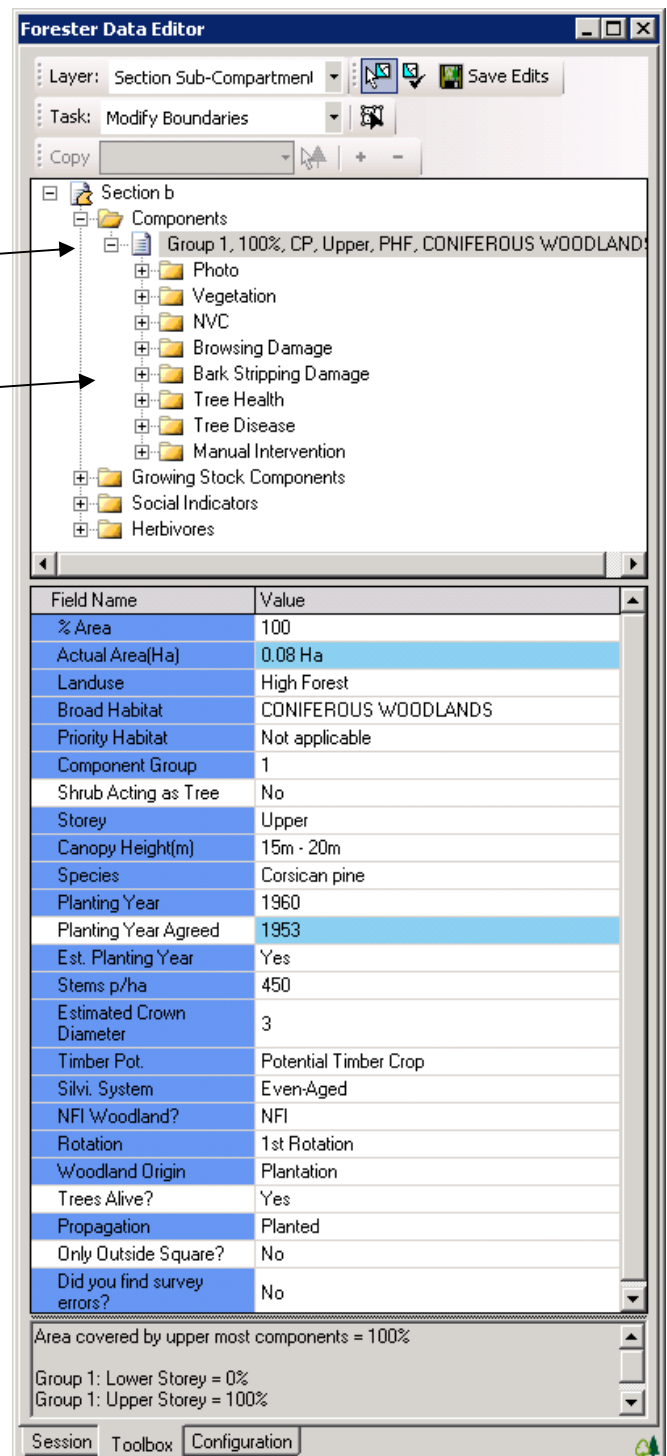 Forester Data Editor
Layer: Section Sub-Compartment Save Edits
Task: Modify Boundaries
Copy + -
Section b
Components
Group 1, 100%, CP, Upper, PHF, CONIFEROUS WOODLANDS
Photo
Vegetation
NVC
Browsing Damage
Bark Stripping Damage
Tree Health
Tree Disease
Manual Intervention
Growing Stock Components
Social Indicators
Herbivores
Field Name Value
% Area 100
Actual Area(Ha) 0.08 Ha
Landuse High Forest
Broad Habitat CONIFEROUS WOODLANDS
Priority Habitat Not applicable
Component Group 1
Shrub Acting as Tree No
Storey Upper
Canopy Height(m) 15m - 20m
Species Corsican pine
Planting Year 1960
Planting Year Agreed 1953
Est. Planting Year Yes
Stems p/ha 450
Estimated Crown
Diameter 3
Timber Pot. Potential Timber Crop
Silvi. System Even-Aged
NFI Woodland? NFI
Rotation 1st Rotation
Woodland Origin Plantation
Trees Alive? Yes
Propagation Planted
Only Outside Square? No
Did you find survey
errors? No
Area covered by upper most components = 100%
Group 1: Lower Storey = 0%
Group 1: Upper Storey = 100%
Session Toolbox Configuration